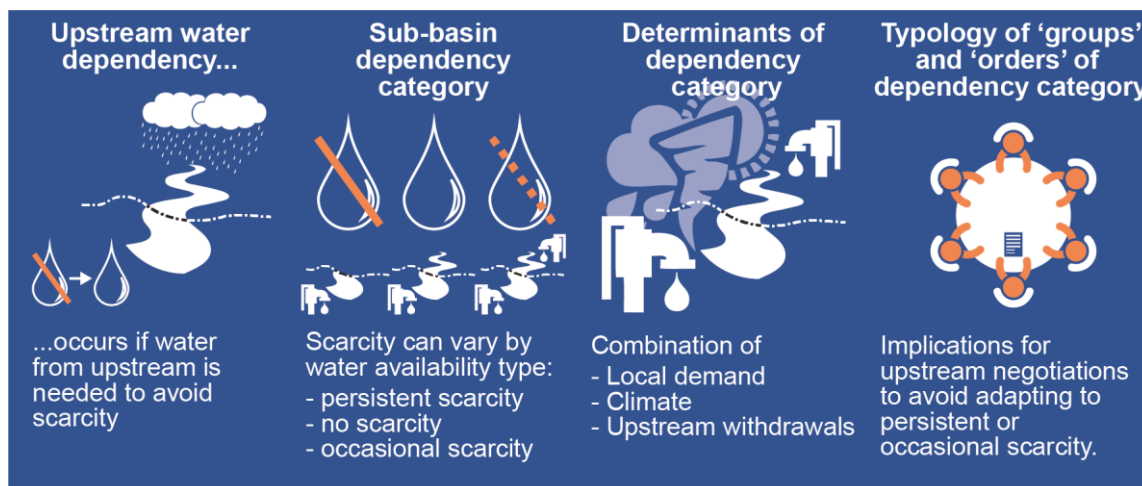 Upstream water
dependency...
...occurs if water
from upstream is
needed to avoid
scarcity
Sub-basin
dependency
category
Scarcity can vary by
water availability type:
- persistent scarcity
- no scarcity
- occasional scarcity
Determinants of
dependency
category
Combination of
- Local demand
- Climate
- Upstream withdrawals
Typology of ‘groups’
and ‘orders’ of
dependency category
Implications for
upstream negotiations
to avoid adapting to
persistent or
occasional scarcity.